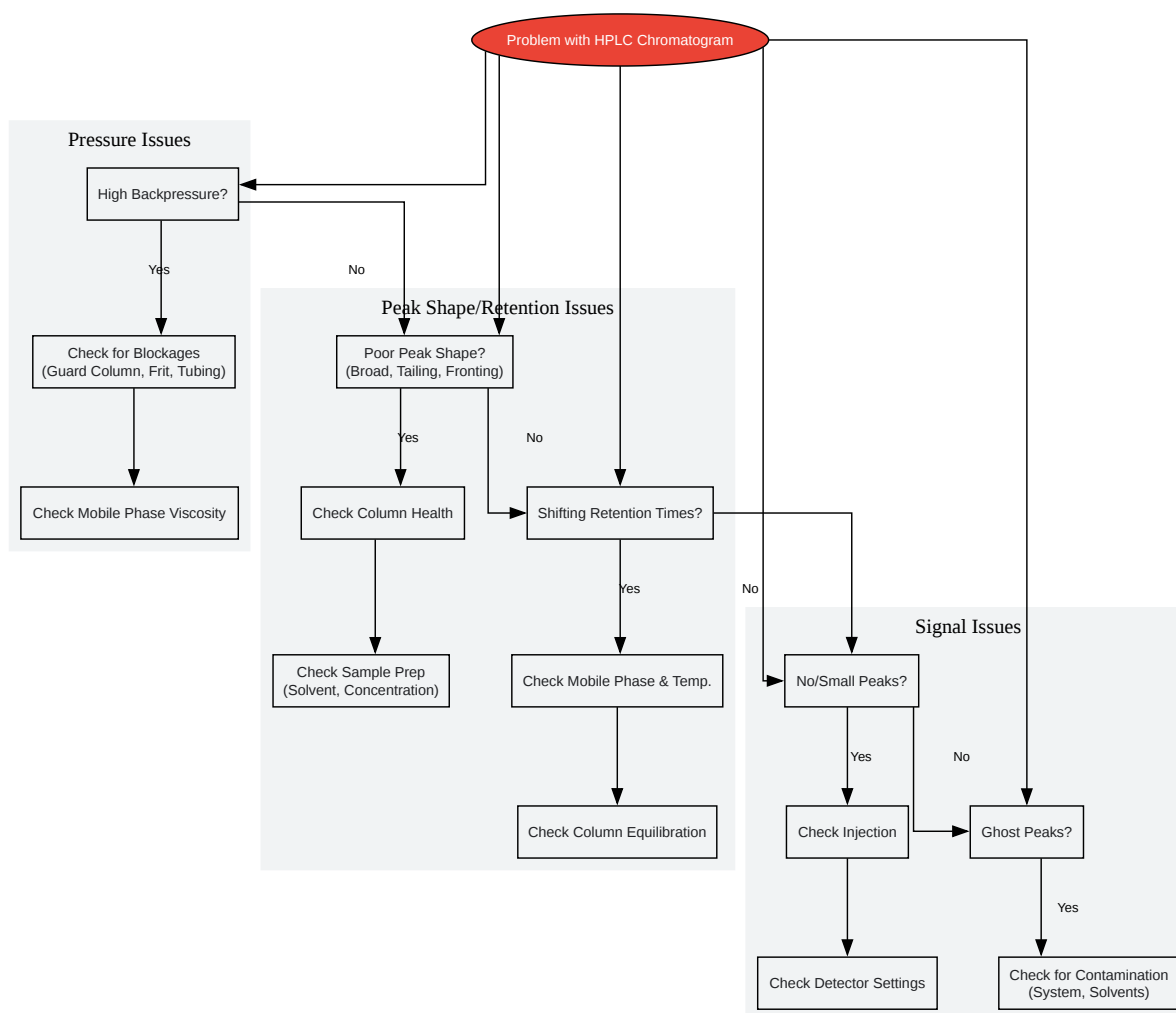 Problem with HPLC Chromatogram
Pressure Issues
High Backpressure?
Yes
No
Peak Shape/Retention Issues
Check for Blockages
(Guard Column, Frit, Tubing)
Poor Peak Shape?
(Broad, Tailing, Fronting)
Yes
No
Check Mobile Phase Viscosity
Check Column Health
Shifting Retention Times?
Yes
No
Signal Issues
Check Sample Prep
(Solvent, Concentration)
Check Mobile Phase & Temp.
No/Small Peaks?
Yes
No
Check Column Equilibration
Check Injection
Ghost Peaks?
Yes
Check Detector Settings
Check for Contamination
(System, Solvents)